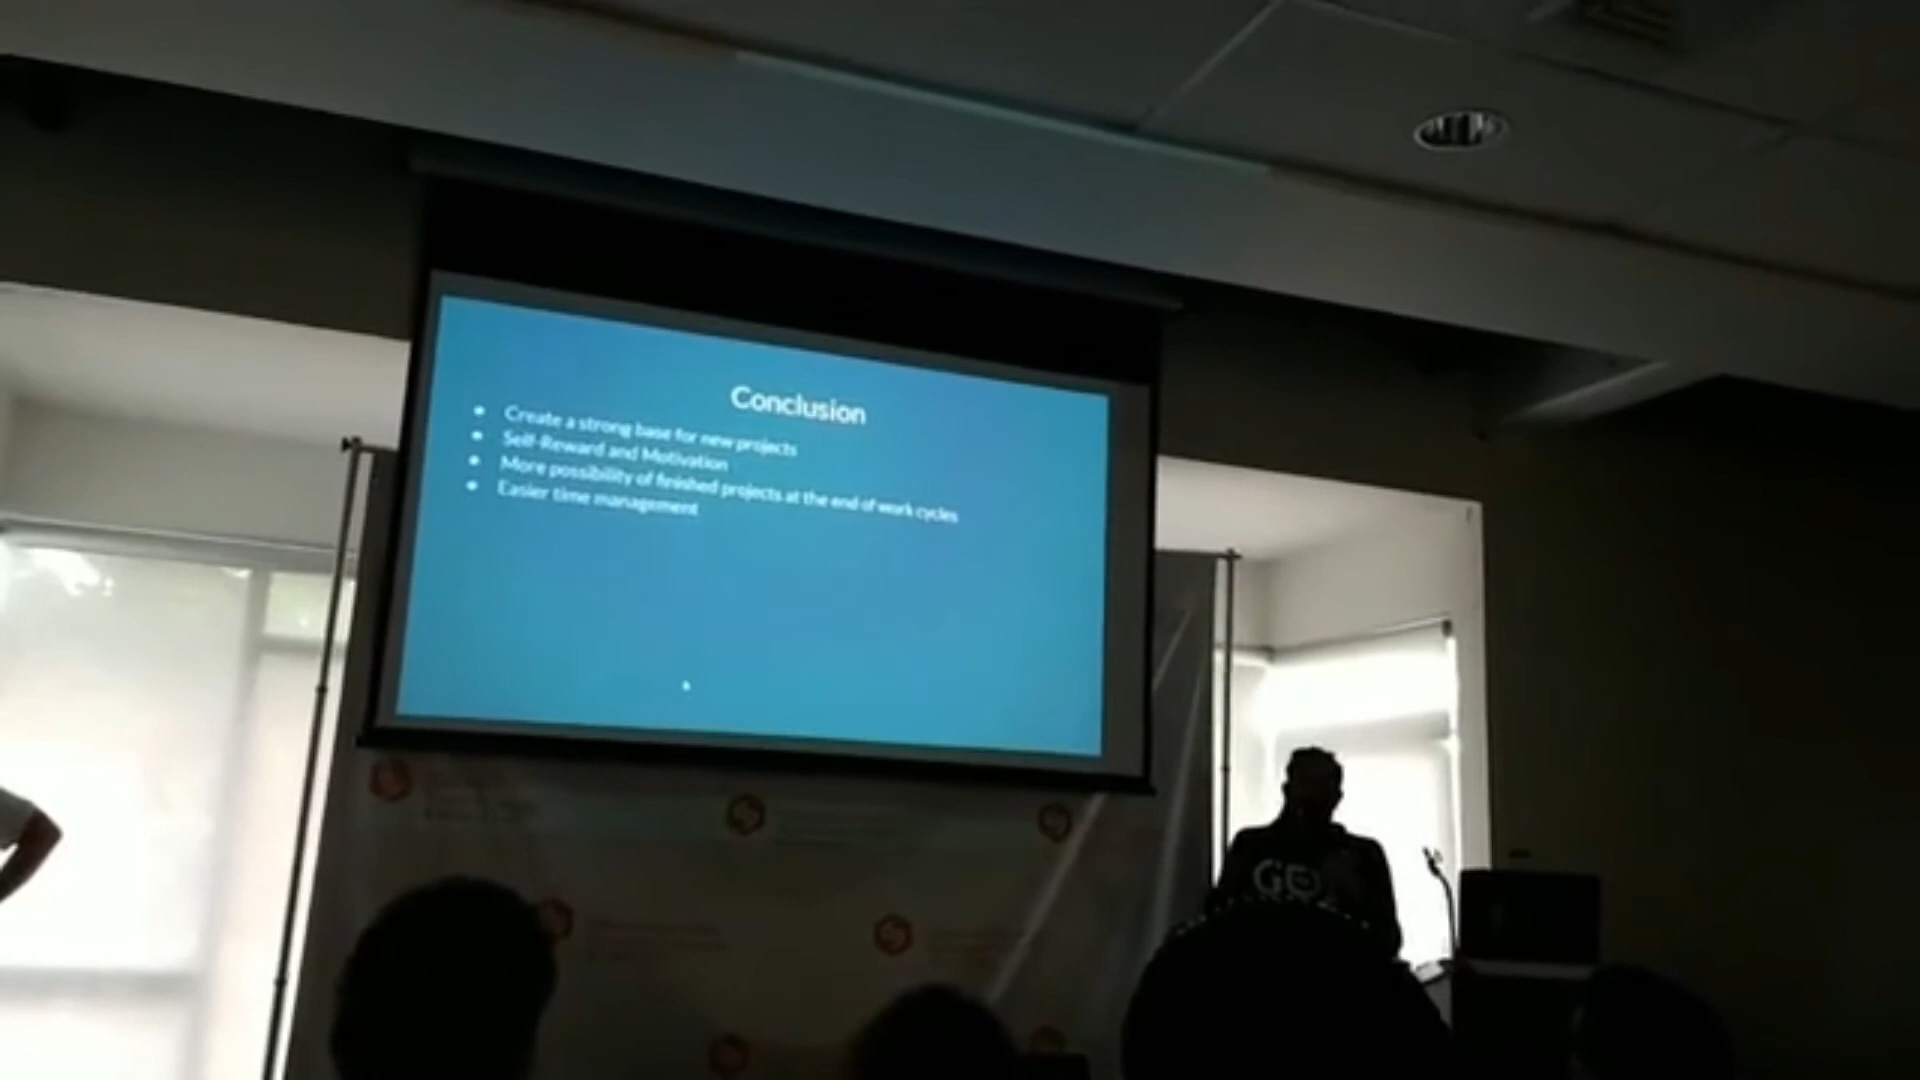 Conclusion
Create a strong base for new projects
Self-Reward and Motivation
More possibility of finished projects at the end of work cycles
Easier time management